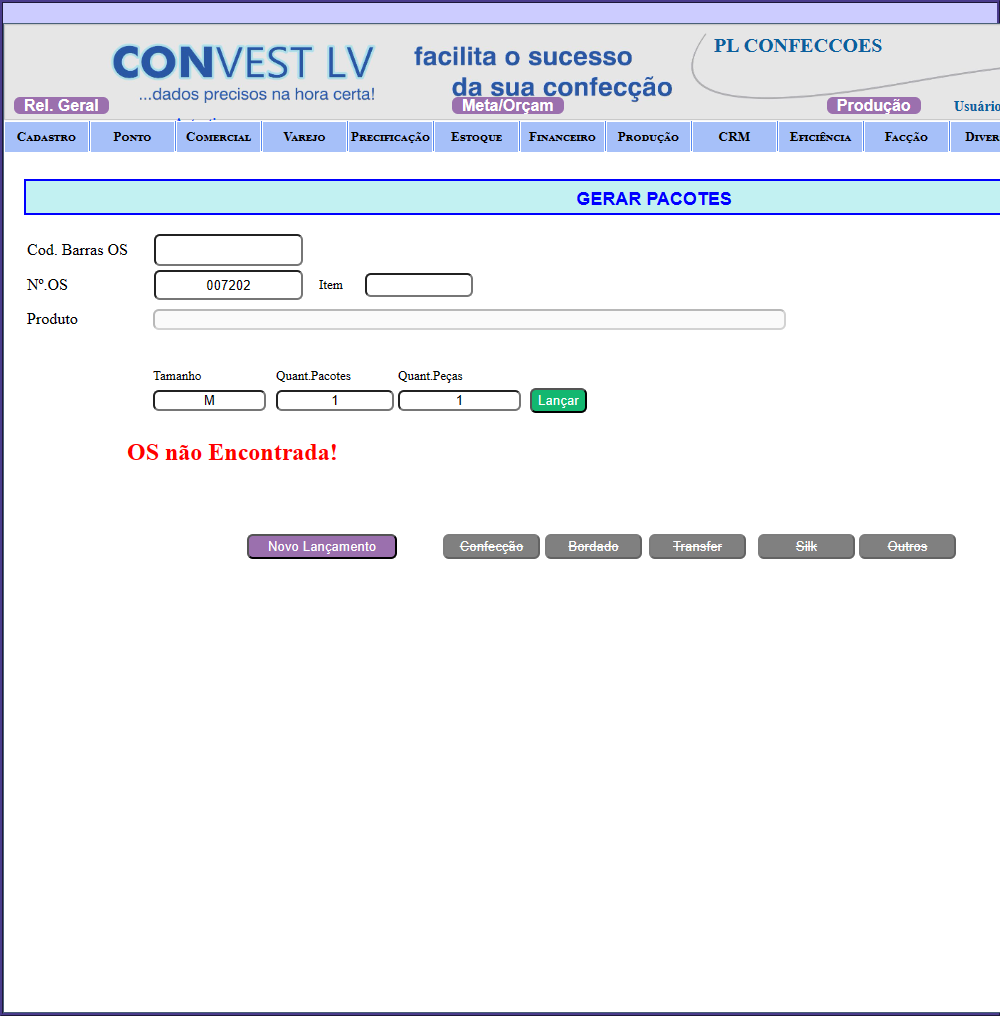 CONVEST LV
...dados precisos na hora certa!
facilita o sucesso
da sua confecção
PL CONFECCOES
Rel. Geral
Meta/Orçam
Produção
Usuário
CADASTRO PONTO COMERCIAL VAREJO PRECIFICAÇÃO ESTOQUE FINANCEIRO PRODUÇÃO CRM EFICIÊNCIA FACÇÃO DIVER
GERAR PACOTES
Cod. Barras OS
Nº.OS 007202 Item
Produto
Tamanho Quant.Pacotes Quant.Peças
M 1 1 Lançar
OS não Encontrada!
Novo Lançamento Confecção Bordado Transfer Silk Outros